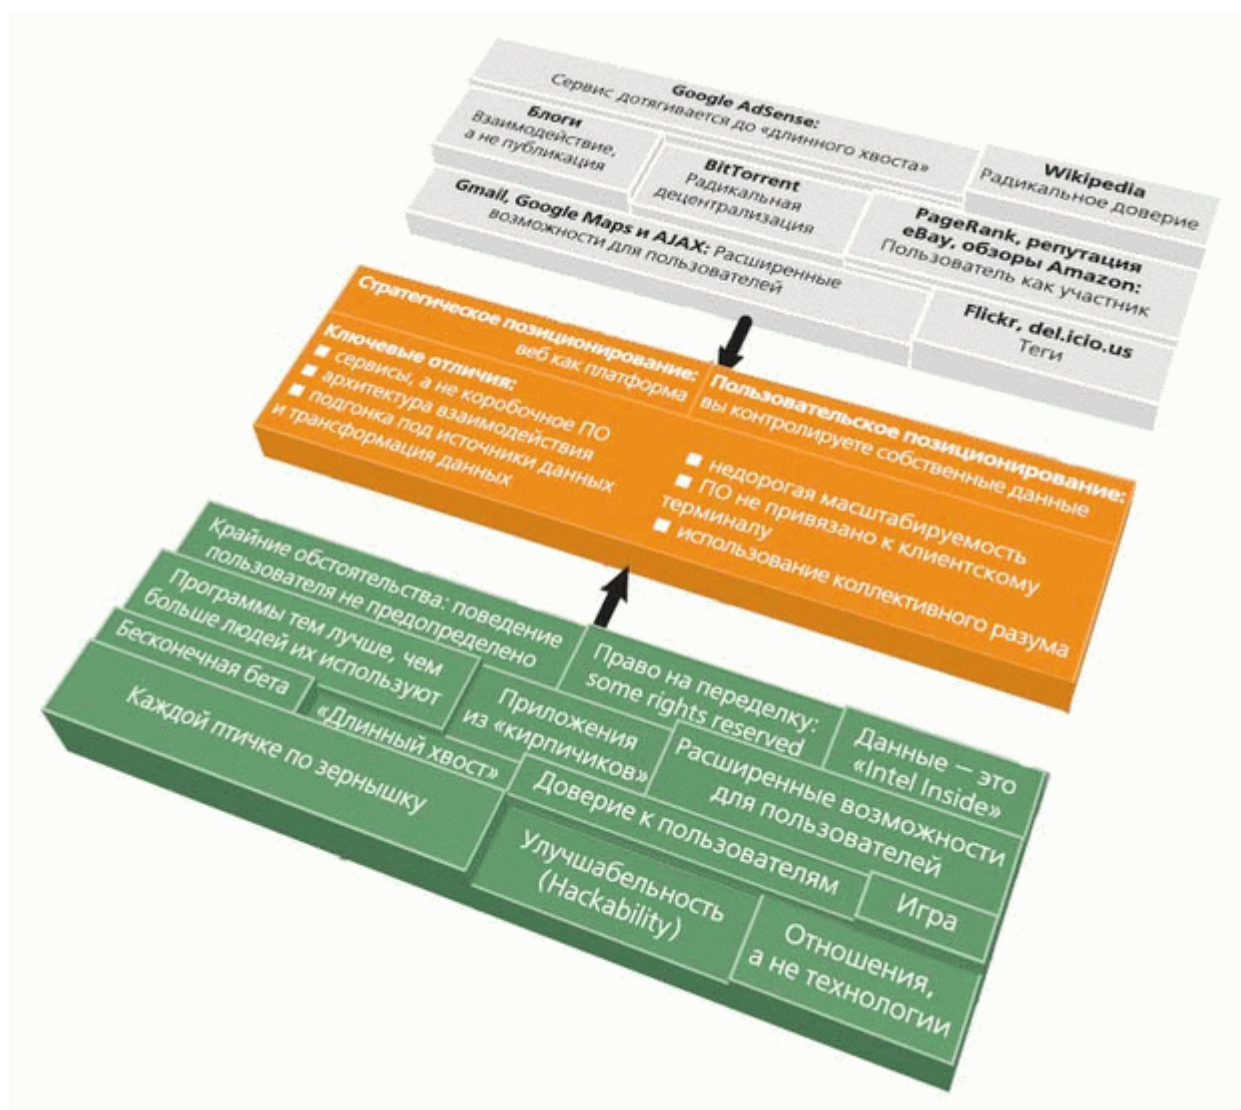 Google AdSense:
Сервис дотягивается до «длинного хвоста»
Блоги
Взаимодействие,
а не публикация
BitTorrent
Радикальная
децентрализация
Wikipedia
Радикальное доверие
Gmail, Google Maps и AJAX: Расширенные
возможности для пользователей
PageRank, репутация
eBay, обзоры Amazon:
Пользователь как участник
Flickr, del.icio.us
Теги
Стратегическое позиционирование:
веб как платформа
Пользовательское позиционирование:
вы контролируете собственные данные
Ключевые отличия:
■ сервисы, а не коробочное ПО
■ архитектура взаимодействия
■ подгонка под источники данных
и трансформация данных
■ недорогая масштабируемость
■ ПО не привязано к клиентскому
терминалу
■ использование коллективного разума
Крайние обстоятельства: поведение
пользователя не предопределено
Программы тем лучше, чем
больше людей их используют
Бесконечная бета
Каждой птичке по зернышку
«Длинный хвост»
Право на переделку:
some rights reserved
Приложения
из «кирпичиков»
Данные — это
«Intel Inside»
Расширенные возможности
для пользователей
Доверие к пользователям
Игра
Улучшабельность
(Hackability)
Отношения,
а не технологии